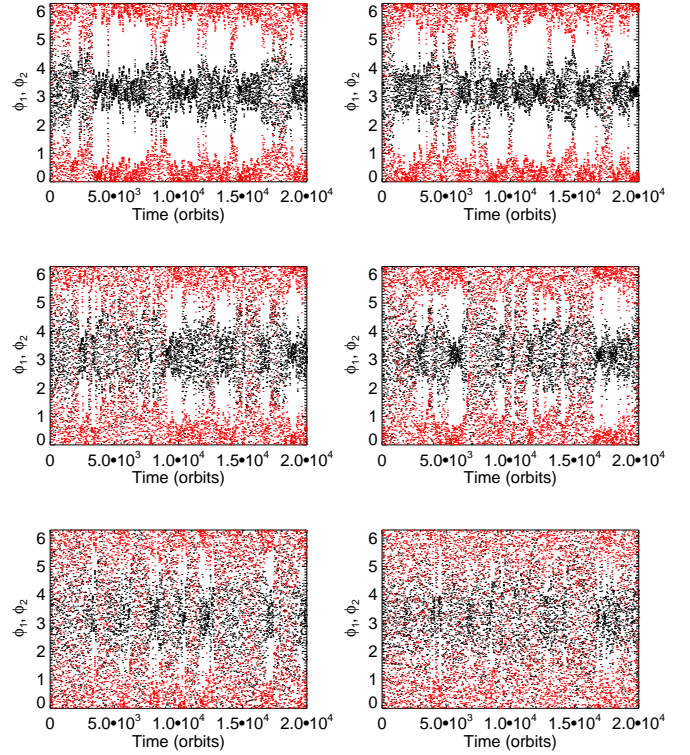 6 6
5 5
4 4
3 3
2 2
1 1
0 0
ϕ₁, ϕ₂ ϕ₁, ϕ₂
0 5.0•10³ 1.0•10⁴ 1.5•10⁴ 2.0•10⁴ 0 5.0•10³ 1.0•10⁴ 1.5•10⁴ 2.0•10⁴
Time (orbits) Time (orbits)
6 6
5 5
4 4
3 3
2 2
1 1
0 0
ϕ₁, ϕ₂ ϕ₁, ϕ₂
0 5.0•10³ 1.0•10⁴ 1.5•10⁴ 2.0•10⁴ 0 5.0•10³ 1.0•10⁴ 1.5•10⁴ 2.0•10⁴
Time (orbits) Time (orbits)
6 6
5 5
4 4
3 3
2 2
1 1
0 0
ϕ₁, ϕ₂ ϕ₁, ϕ₂
0 5.0•10³ 1.0•10⁴ 1.5•10⁴ 2.0•10⁴ 0 5.0•10³ 1.0•10⁴ 1.5•10⁴ 2.0•10⁴
Time (orbits) Time (orbits)